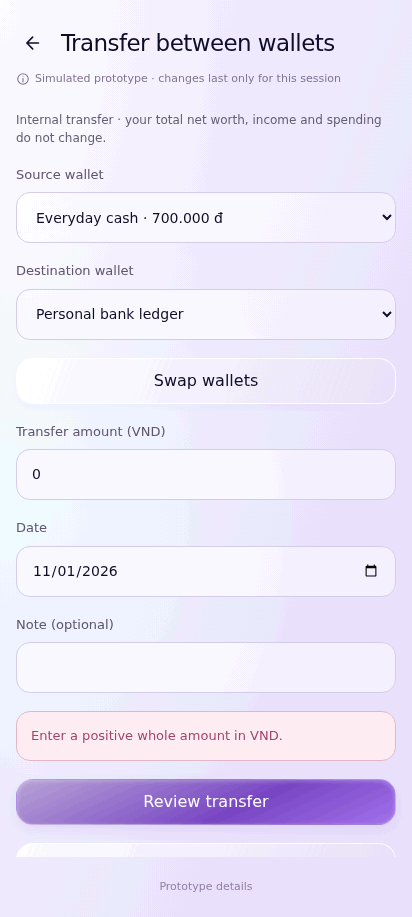 Transfer between wallets
Simulated prototype · changes last only for this session
Internal transfer · your total net worth, income and spending
do not change.
Source wallet
Everyday cash · 700.000 đ
Destination wallet
Personal bank ledger
Swap wallets
Transfer amount (VND)
0
Date
11/01/2026
Note (optional)
Enter a positive whole amount in VND.
Review transfer
Prototype details